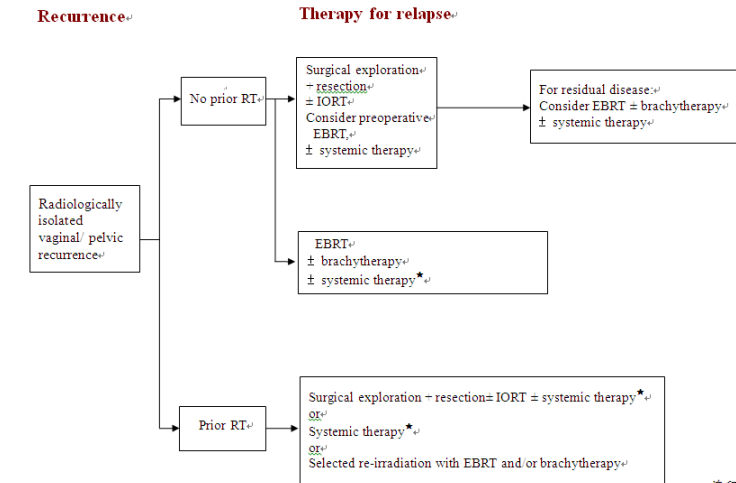 Recurrence
Therapy for relapse
No prior RT
Surgical exploration
+ resection
± IORT
Consider preoperative
EBRT,
± systemic therapy
For residual disease:
Consider EBRT ± brachytherapy
± systemic therapy
Radiologically
isolated
vaginal/ pelvic
recurrence
EBRT
± brachytherapy
± systemic therapy★
Prior RT
Surgical exploration + resection± IORT ± systemic therapy★
or
Systemic therapy★
or
Selected re-irradiation with EBRT and/or brachytherapy